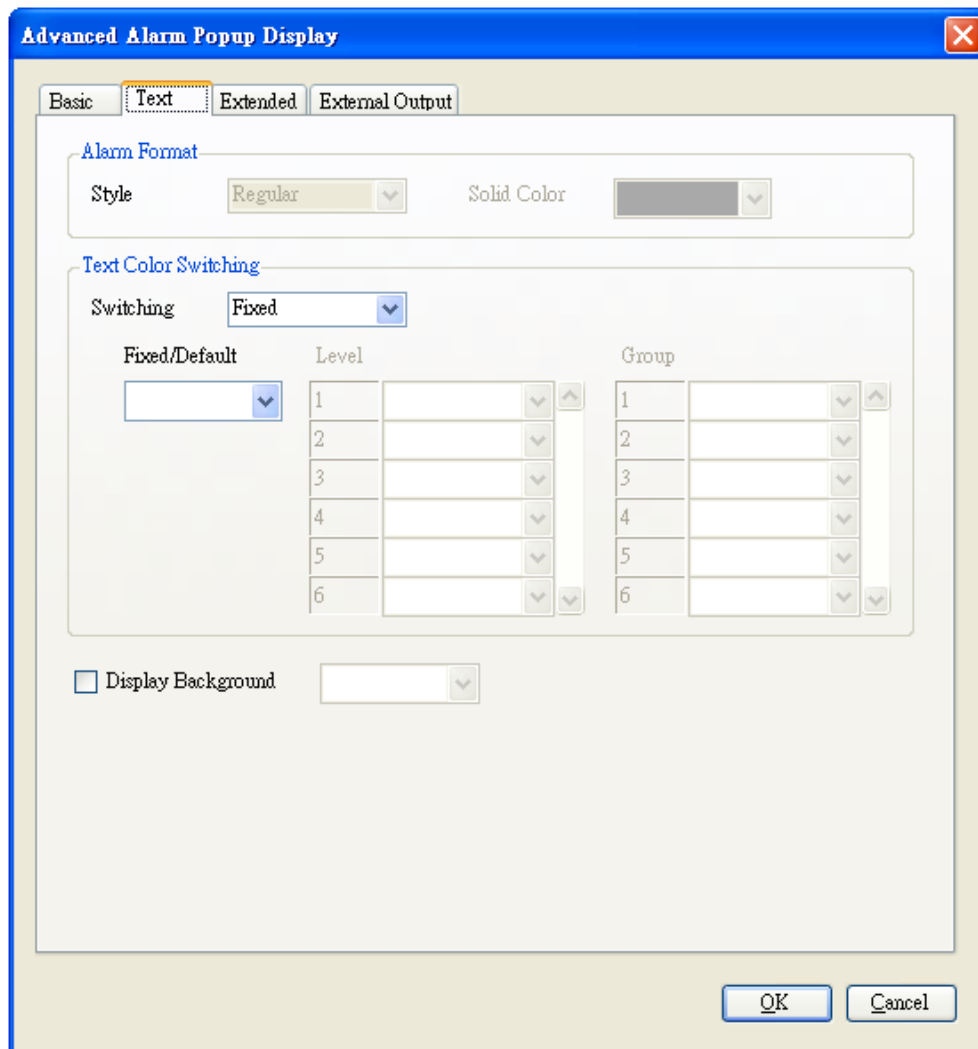 Advanced Alarm Popup Display
Basic Text Extended External Output
Alarm Format
Style Regular Solid Color
Text Color Switching
Switching Fixed
Fixed/Default Level Group
1 1
2 2
3 3
4 4
5 5
6 6
Display Background
OK Cancel